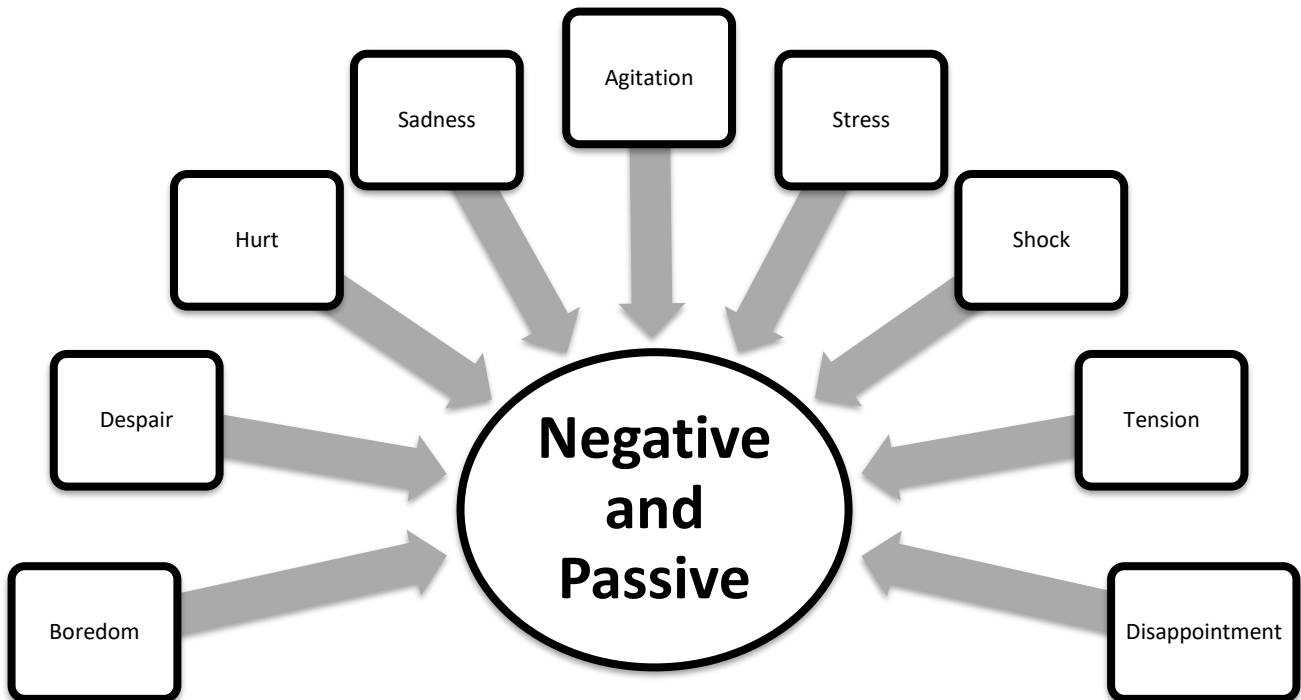 Agitation
Sadness
Stress
Hurt
Shock
Despair
Tension
Negative
and
Passive
Boredom
Disappointment